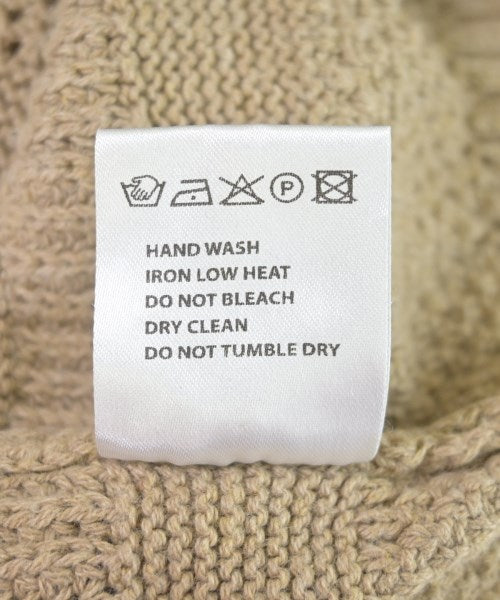 P
HAND WASH
IRON LOW HEAT
DO NOT BLEACH
DRY CLEAN
DO NOT TUMBLE DRY